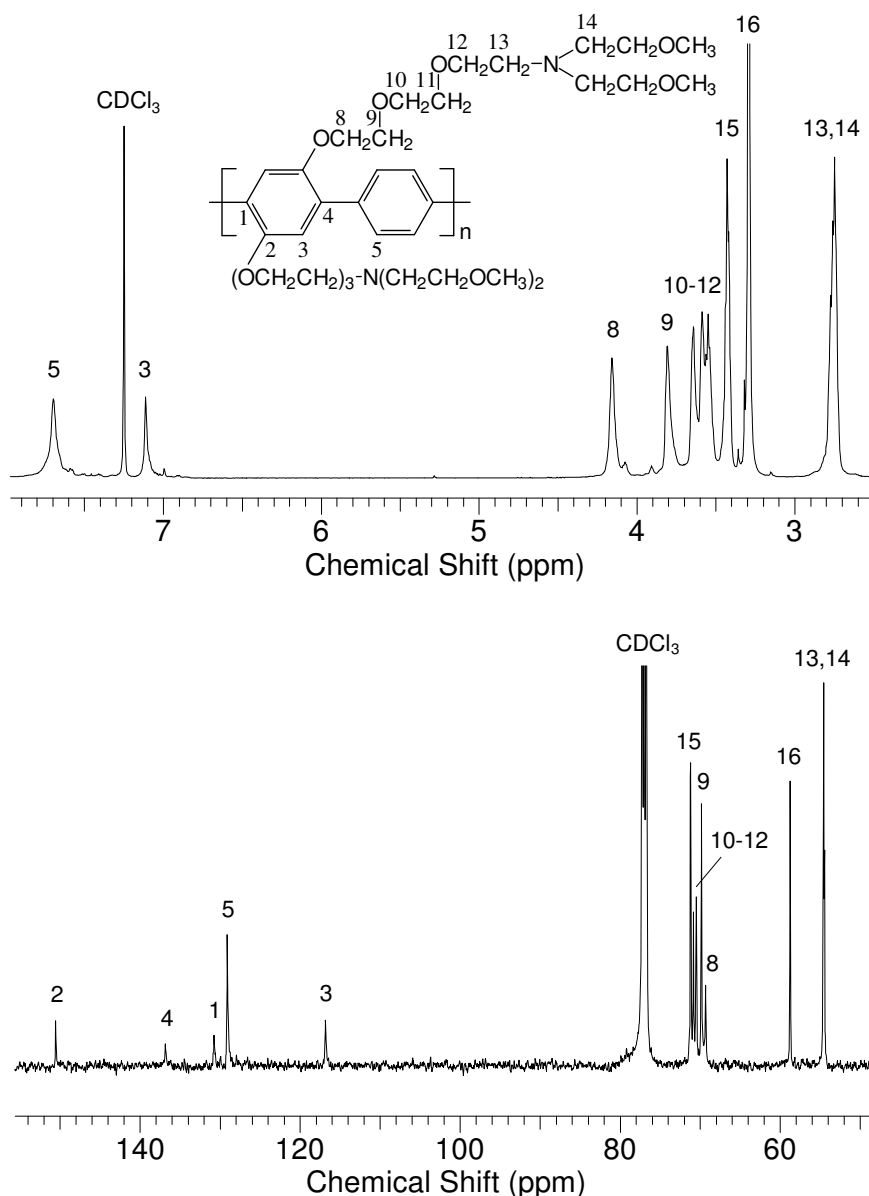 14
16
12 13
CH2CH2OCH3
OCH2CH2-N
10 11
CH2CH2OCH3
CDCl3
8 9
OCH2CH2
15
13,14
OCH2CH2
1 4
n
2 3 5
(OCH2CH2)3-N(CH2CH2OCH3)2
10-12
9
8
5
3
7 6 5 4 3
Chemical Shift (ppm)
CDCl3
13,14
15
16
9
10-12
5
8
2
4
1
3
140 120 100 80 60
Chemical Shift (ppm)